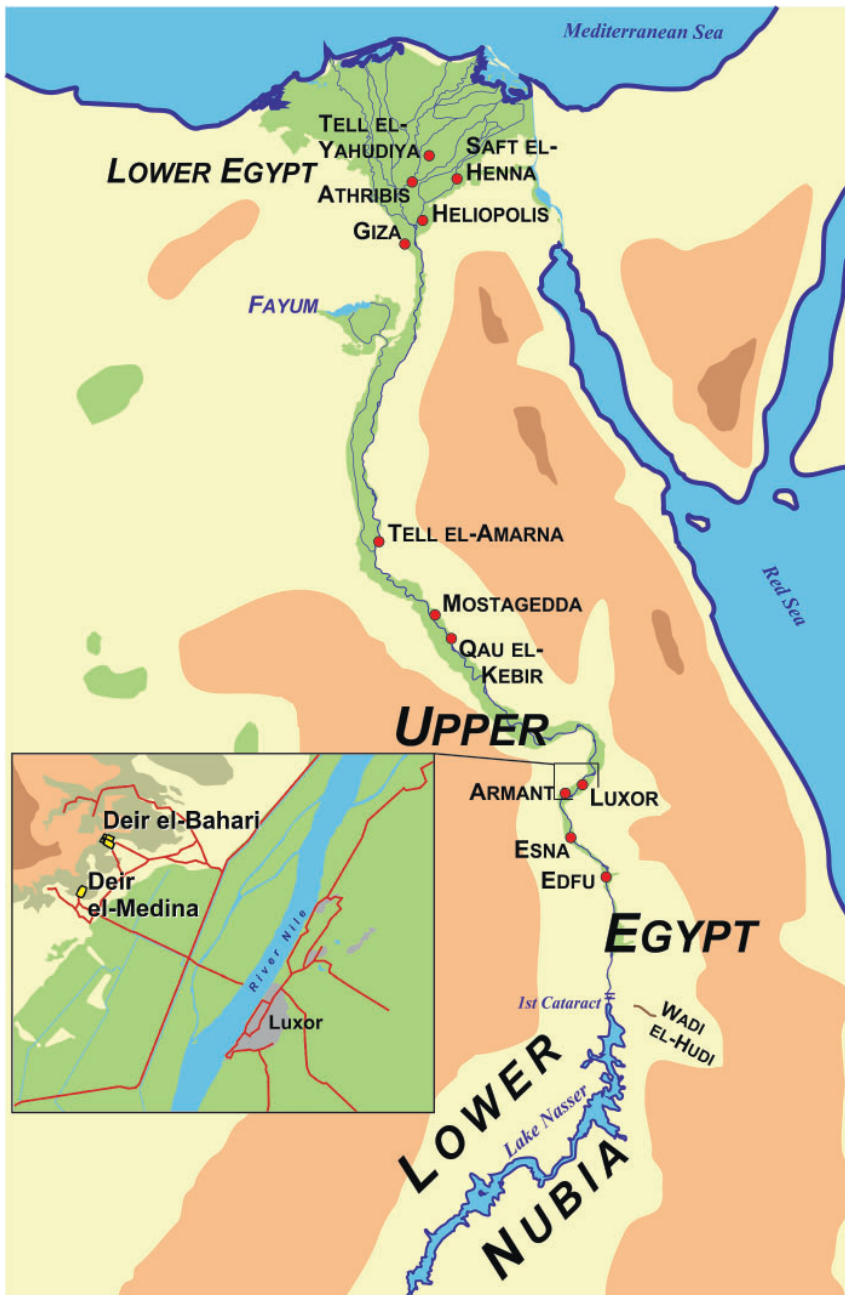 Mediterranean Sea
TELL EL-
YAHUDIYA
SAFT EL-
HENNA
LOWER EGYPT
ATHRIBIS
HELIOPOLIS
GIZA
FAYUM
TELL EL-AMARNA
Red Sea
MOSTAGEDDA
QAU EL-
KEBIR
UPPER
ARMANT
LUXOR
ESNA
EDFU
EGYPT
1st Cataract
WADI
EL-HUDI
LOWER
Lake Nasser
NUBIA
Deir el-Bahari
Deir
el-Medina
River Nile
Luxor